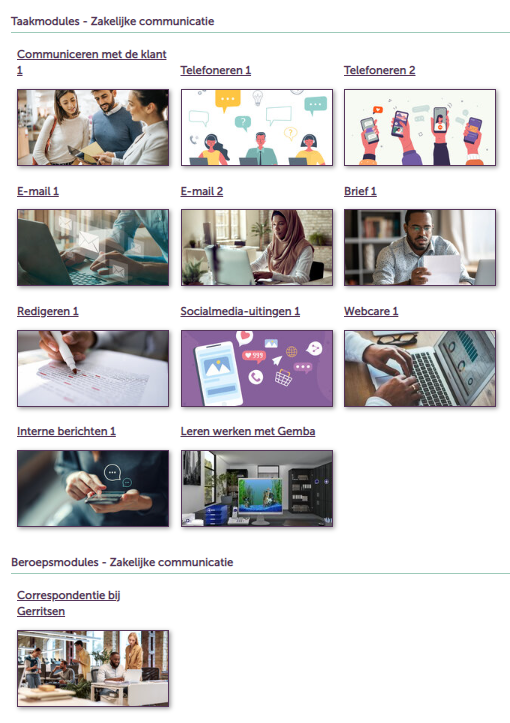 Taakmodules - Zakelijke communicatie
Communiceren met de klant
1
Telefoneren 1
Telefoneren 2
E-mail 1
E-mail 2
Brief 1
Redigeren 1
Socialmedia-uitingen 1
Webcare 1
Interne berichten 1
Leren werken met Gemba
Beroepsmodules - Zakelijke communicatie
Correspondentie bij
Gerritsen